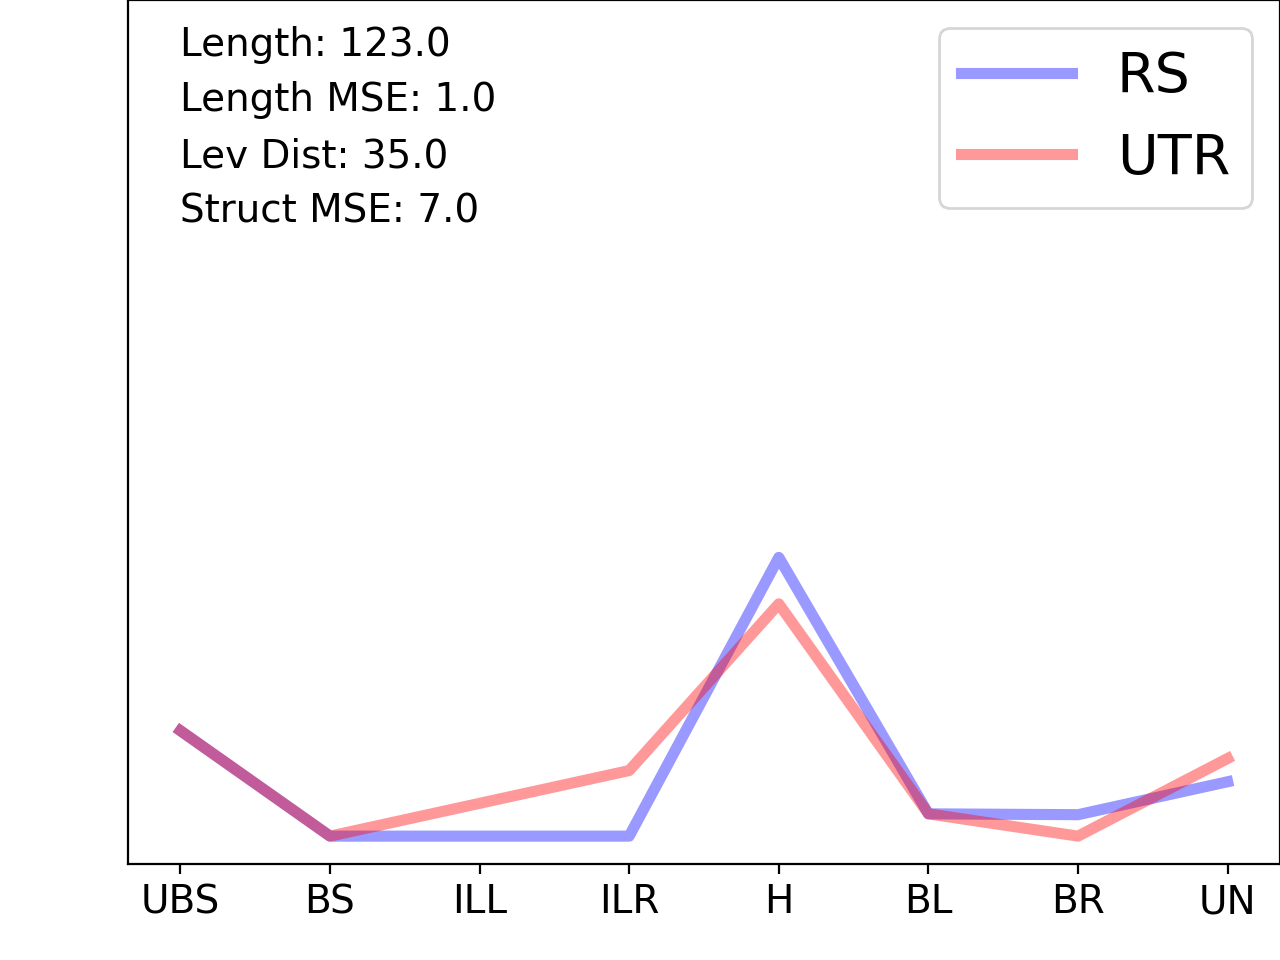 Length: 123.0
Length MSE: 1.0
Lev Dist: 35.0
Struct MSE: 7.0
RS
UTR
UBS BS ILL ILR H BL BR UN